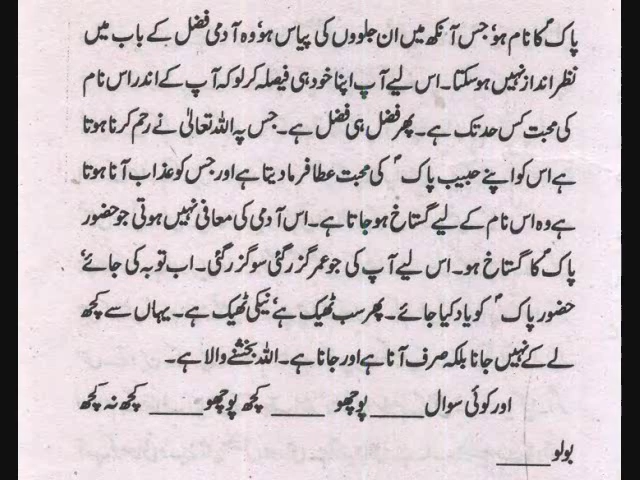 پاکؐ کا نام ہو، جس آنکھ میں ان جلووں کی پیاس ہو، وہ آدمی فضل کے باب میں
نظر انداز نہیں ہو سکتا۔ اس لیے آپ اپنا خود ہی فیصلہ کر لو کہ آپ کے اندر اس نام
کی محبت کس حد تک ہے۔ پھر فضل ہی فضل ہے۔ جس پہ اللہ تعالیٰ نے رحم کرنا ہوتا
ہے اس کو اپنے حبیب پاکؐ کی محبت عطا فرما دیتا ہے اور جس کو عذاب آنا ہوتا
ہے وہ اس نام کے لیے گستاخ ہو جاتا ہے۔ اس آدمی کی معافی نہیں ہوتی جو حضور
پاکؐ کا گستاخ ہو۔ اس لیے آپ کی جو عمر گزر گئی سو گزر گئی۔ اب توبہ کی جائے،
حضور پاکؐ کو یاد کیا جائے۔ پھر سب ٹھیک ہے، نیکی ٹھیک ہے۔ یہاں سے کچھ
لے کے نہیں جانا بلکہ صرف آنا ہے اور جانا ہے۔ اللہ بخشنے والا ہے۔
اور کوئی سوال ــــــ پوچھو ــــــ کچھ پوچھو ــــــ کچھ نہ کچھ
بولو ــــــ